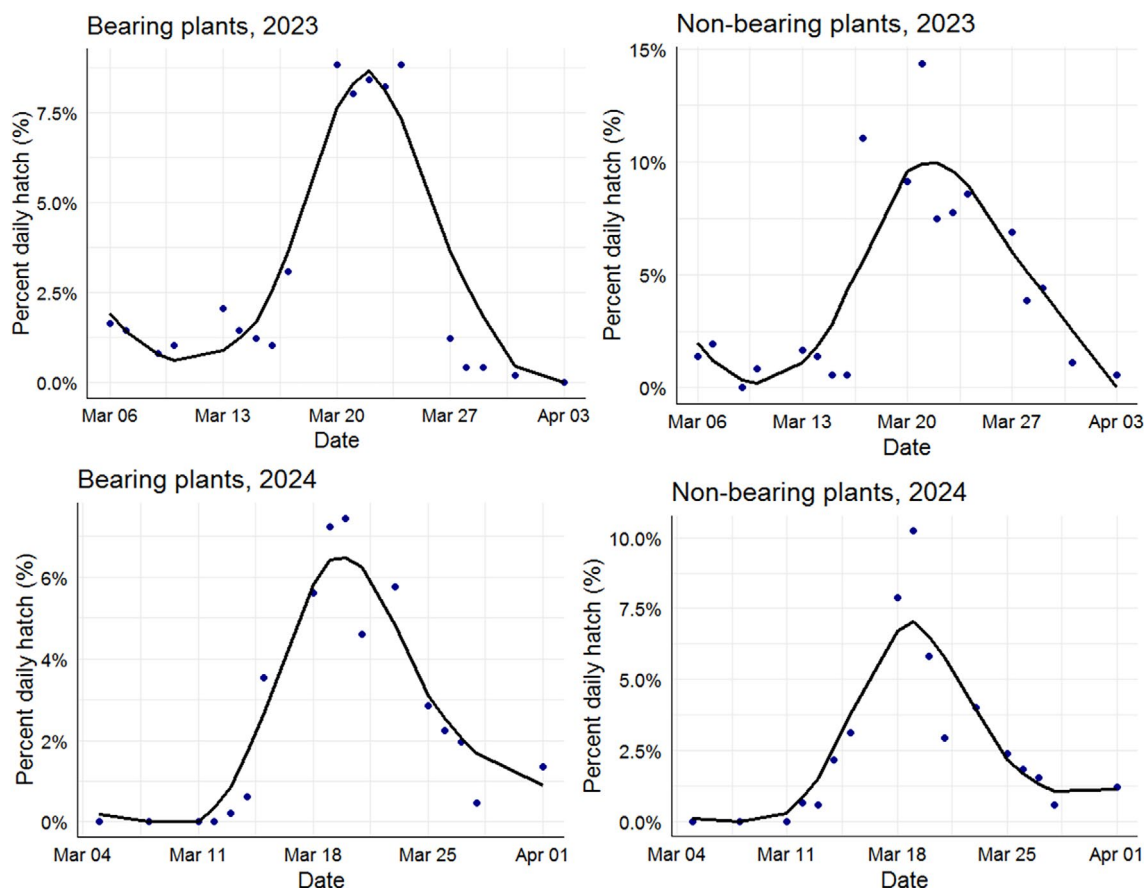 Bearing plants, 2023
Percent daily hatch (%)
7.5%
5.0%
2.5%
0.0%
Mar 06 Mar 13 Mar 20 Mar 27 Apr 03
Date
Non-bearing plants, 2023
Percent daily hatch (%)
15%
10%
5%
0%
Mar 06 Mar 13 Mar 20 Mar 27 Apr 03
Date
Bearing plants, 2024
Percent daily hatch (%)
6%
4%
2%
0%
Mar 04 Mar 11 Mar 18 Mar 25 Apr 01
Date
Non-bearing plants, 2024
Percent daily hatch (%)
10.0%
7.5%
5.0%
2.5%
0.0%
Mar 04 Mar 11 Mar 18 Mar 25 Apr 01
Date